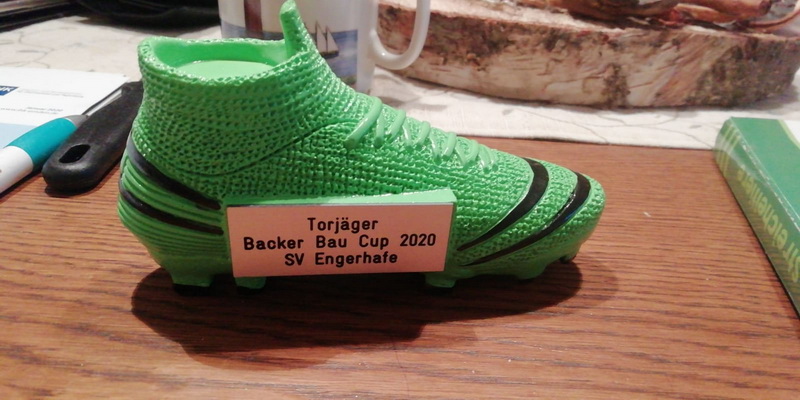 Torjäger
Backer Bau Cup 2020
SV Engerhafe